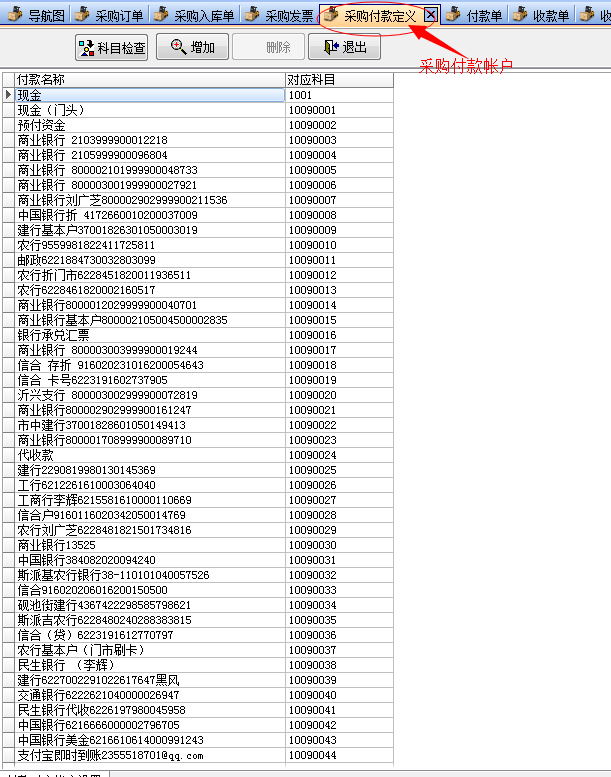 导航图 采购订单 采购入库单 采购发票 采购付款定义 付款单 收款单
采购付款帐户
科目检查 增加 删除 退出
付款名称 对应科目
现金 1001
现金（门头） 10090001
预付资金 10090002
商业银行 2103999900012218 10090003
商业银行 2105999900096804 10090004
商业银行 800002101999900048733 10090005
商业银行 800003001999900027921 10090006
商业银行刘广芝800002902999900211536 10090007
中国银行折 4172660010200037009 10090008
建行基本户37001826301050003019 10090009
农行9559981822411725811 10090010
邮政6221884730032803099 10090011
农行折门市6228451820011936511 10090012
农行6228461820002160517 10090013
商业银行8000012029999900040701 10090014
商业银行基本户800002105004500002835 10090015
银行承兑汇票 10090016
商业银行 800003003999900019244 10090017
信合 存折 916020231016200054643 10090018
信合 卡号6223191602737905 10090019
沂兴支行 800003002999900072819 10090020
商业银行800002902999900161247 10090021
市中建行37001828601050149413 10090022
商业银行800001708999900089710 10090023
代收款 10090024
建行2290819980130145369 10090025
工行6212261610003064040 10090026
工商行李辉6215581610000110669 10090027
信合户9160116020342050014769 10090028
农行刘广芝6228481821501734816 10090029
商业银行13525 10090030
中国银行384082020094240 10090031
斯派基农行银行38-110101040057526 10090032
信合916020206016200150500 10090033
砚池街建行4367422298585798621 10090034
斯派吉农行6228480240288383815 10090035
信合（贷）6223191612770797 10090036
农行基本户（门市刷卡） 10090037
民生银行 （李辉） 10090038
建行6227002291022617647黑风 10090039
交通银行6222621040000026947 10090040
民生银行代收6226197980045958 10090041
中国银行6216666000002796705 10090042
中国银行美金6216610614000991243 10090043
支付宝即时到账2355518701@qq.com 10090044